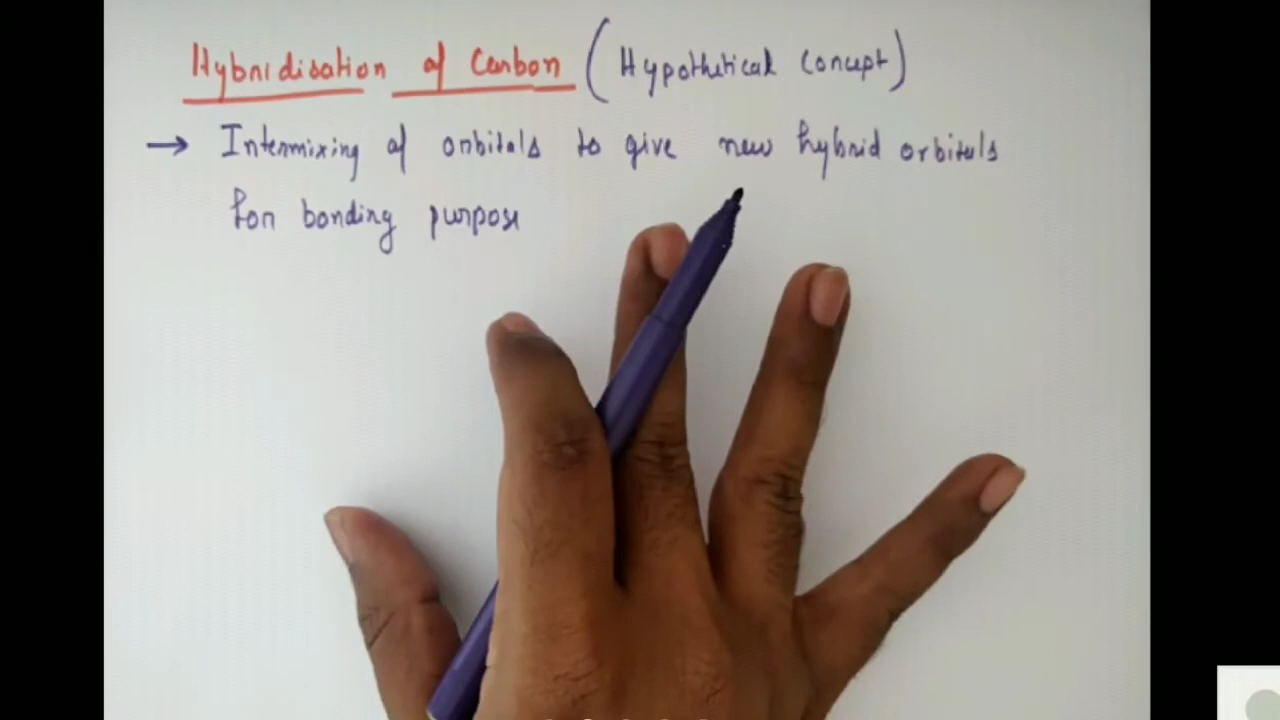 Hybridisation of Carbon (Hypothetical Concept)
→ Intermixing of orbitals to give new hybrid orbitals
for bonding purpose